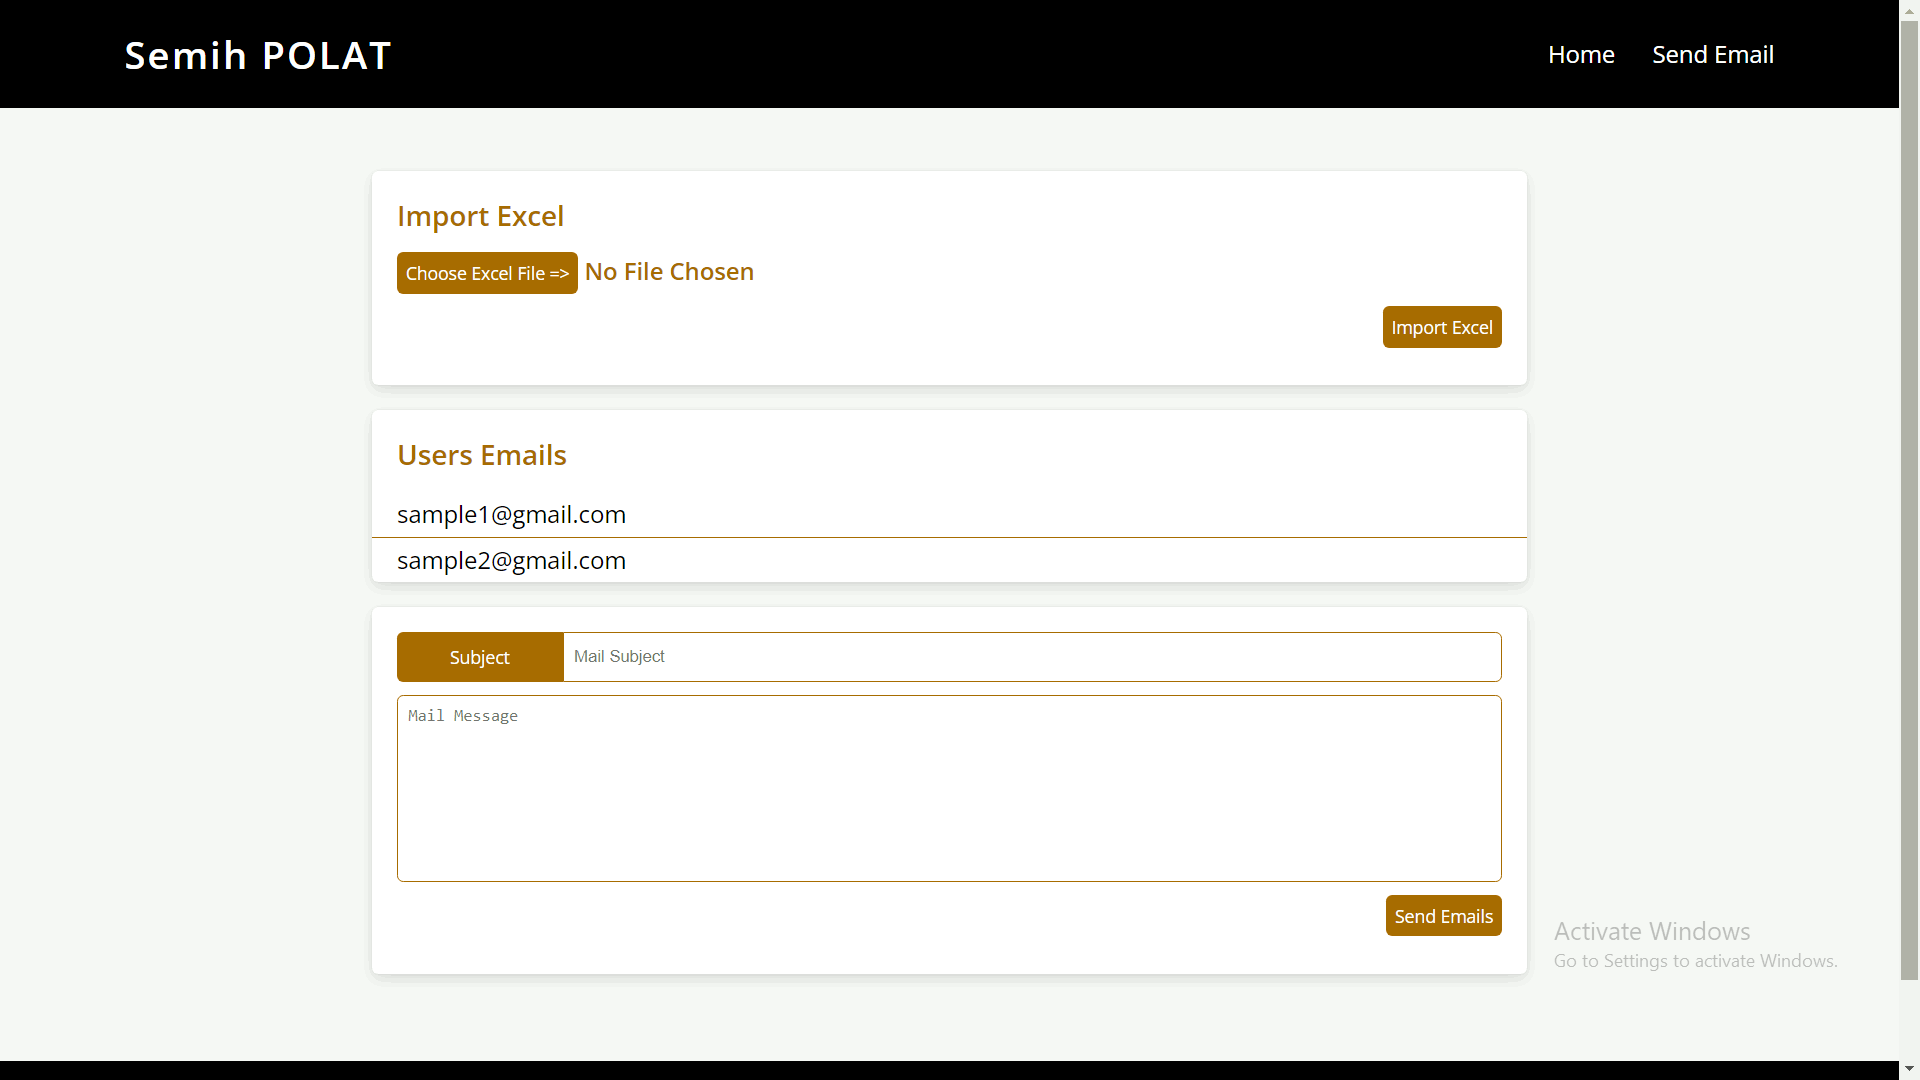 Semih POLAT
Home
Send Email
Import Excel
Choose Excel File =>
No File Chosen
Import Excel
Users Emails
sample1@gmail.com
sample2@gmail.com
Subject
Mail Subject
Mail Message
Send Emails
Activate Windows
Go to Settings to activate Windows.